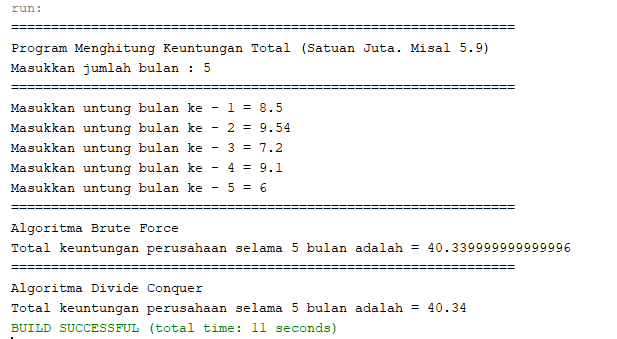 run:
===============================================================
Program Menghitung Keuntungan Total (Satuan Juta. Misal 5.9)
Masukkan jumlah bulan : 5
===============================================================
Masukkan untung bulan ke - 1 = 8.5
Masukkan untung bulan ke - 2 = 9.54
Masukkan untung bulan ke - 3 = 7.2
Masukkan untung bulan ke - 4 = 9.1
Masukkan untung bulan ke - 5 = 6
===============================================================
Algoritma Brute Force
Total keuntungan perusahaan selama 5 bulan adalah = 40.339999999999996
===============================================================
Algoritma Divide Conquer
Total keuntungan perusahaan selama 5 bulan adalah = 40.34
BUILD SUCCESSFUL (total time: 11 seconds)